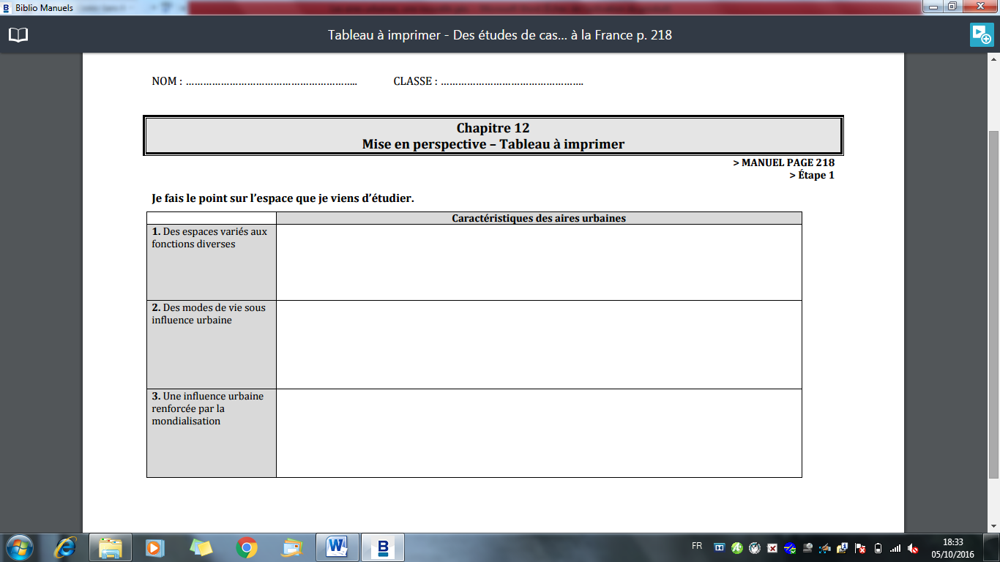 Biblio Manuels
Tableau à imprimer - Des études de cas... à la France p. 218
NOM : ………………………………………………….. CLASSE : ………………………………………….
Chapitre 12
Mise en perspective – Tableau à imprimer
> MANUEL PAGE 218
> Étape 1
Je fais le point sur l’espace que je viens d’étudier.
Caractéristiques des aires urbaines
1. Des espaces variés aux
fonctions diverses
2. Des modes de vie sous
influence urbaine
3. Une influence urbaine
renforcée par la
mondialisation
FR
18:33
05/10/2016